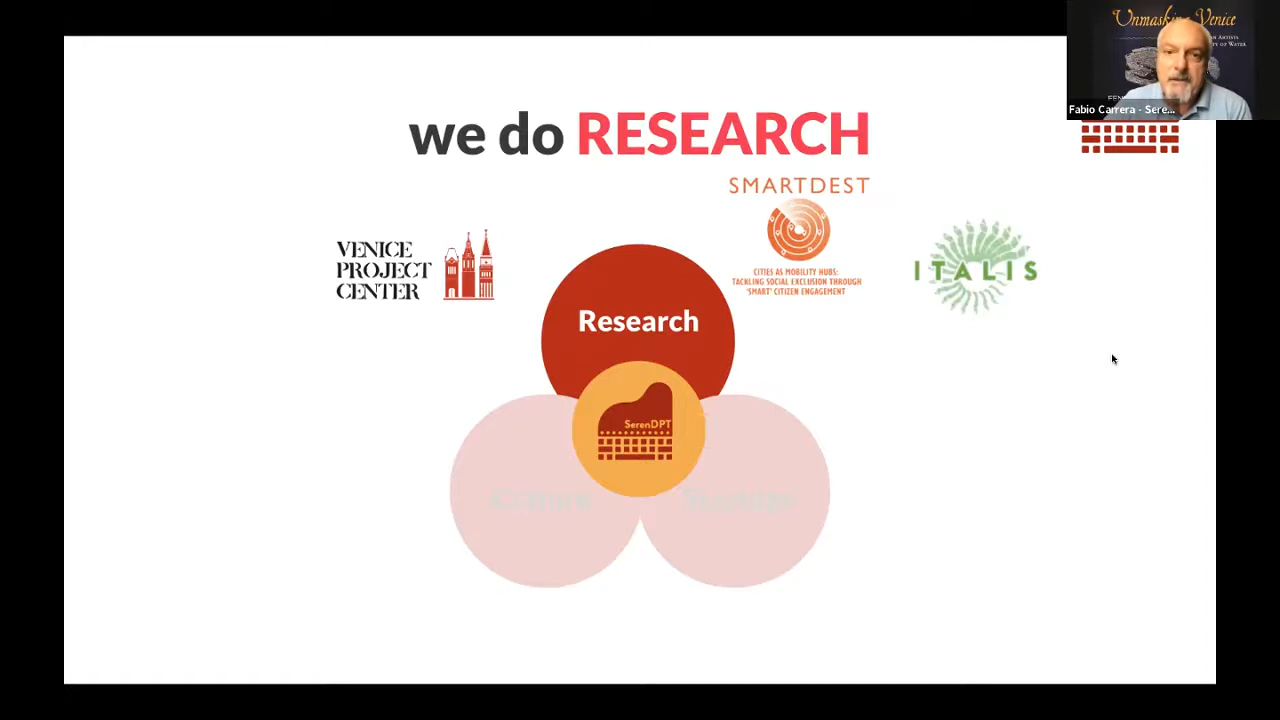 Unmasking Venice
Fabio Carrera - Sere...
we do RESEARCH
SMARTDEST
VENICE
PROJECT
CENTER
CITIES AS MOBILITY HUBS:
TACKLING SOCIAL EXCLUSION THROUGH
'SMART' CITIZEN ENGAGEMENT
ITALIS
Research
SerenDPT